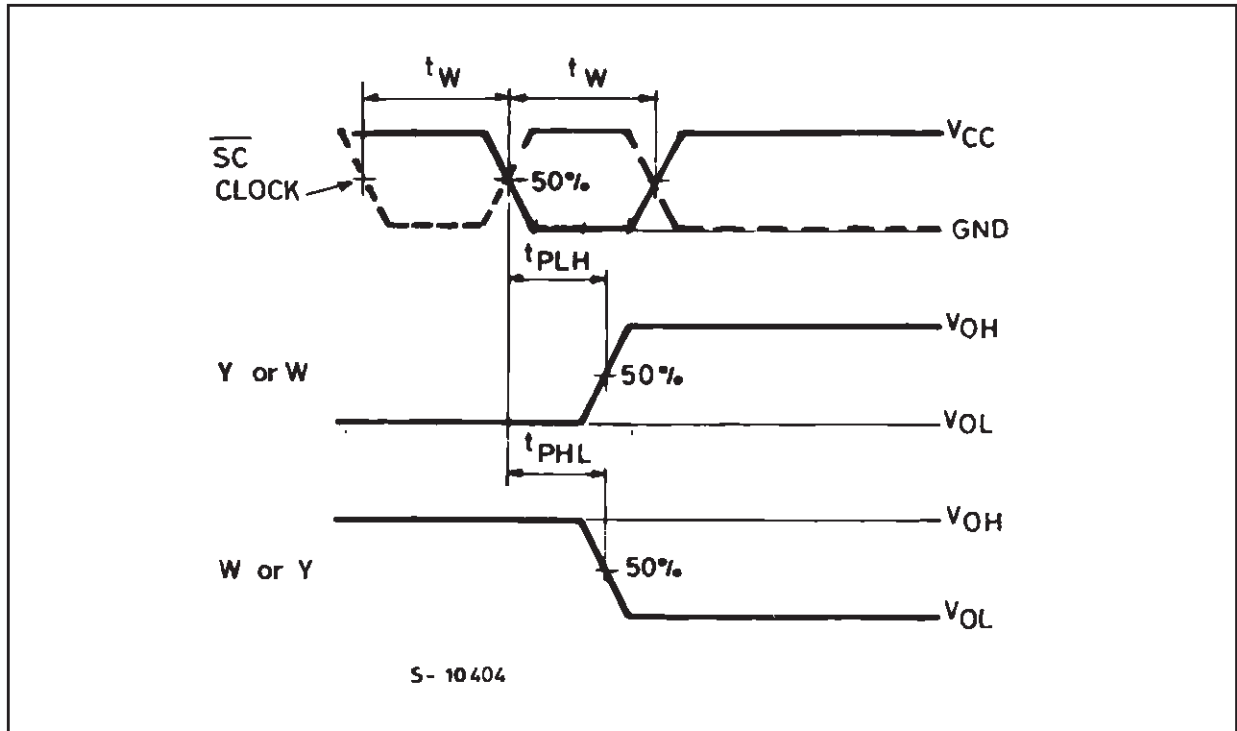 tW tW
SC
CLOCK
VCC
50%
GND
tPLH
VOH
Y or W
50%
VOL
tPHL
VOH
W or Y
50%
VOL
S- 10404